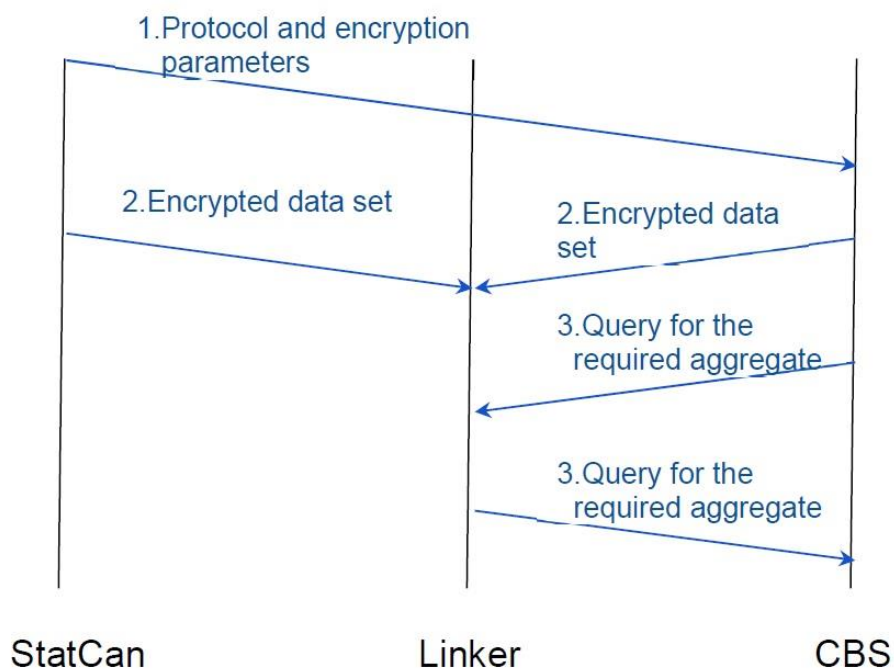 1.Protocol and encryption
parameters
2.Encrypted data set
2.Encrypted data
set
3.Query for the
required aggregate
3.Query for the
required aggregate
StatCan
Linker
CBS